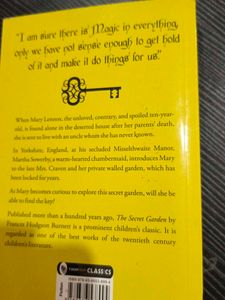 "I am sure there is Magic in everything,
only we have not sense enough to get hold
of it and make it do things for us."
When Mary Lennox, the unloved, contrary, and spoiled ten-year-
old, is found alone in the deserted house after her parents' death,
she is sent to live with an uncle whom she has never known.
In Yorkshire, England, at his secluded Misselthwaite Manor,
Martha Sowerby, a warm-hearted chambermaid, introduces Mary
to the late Mrs. Craven and her private walled garden, which has
been locked for years.
As Mary becomes curious to explore this secret garden, will she be
able to find the key?
Published more than a hundred years ago, The Secret Garden by
Frances Hodgson Burnett is a prominent children's classic. It is
regarded as one of the best works of the twentieth century
children's literature.
CLASSICS
Fiction